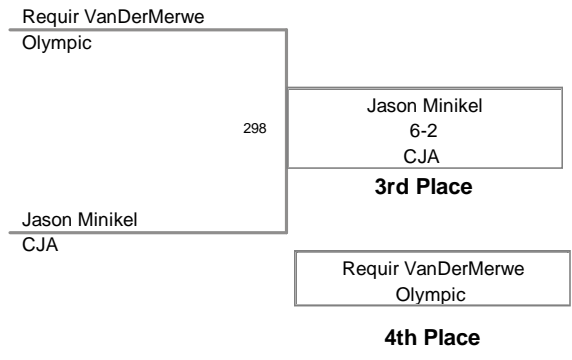 Requir VanDerMerwe
Olympic
298
Jason Minikel
6-2
CJA
3rd Place
Jason Minikel
CJA
Requir VanDerMerwe
Olympic
4th Place